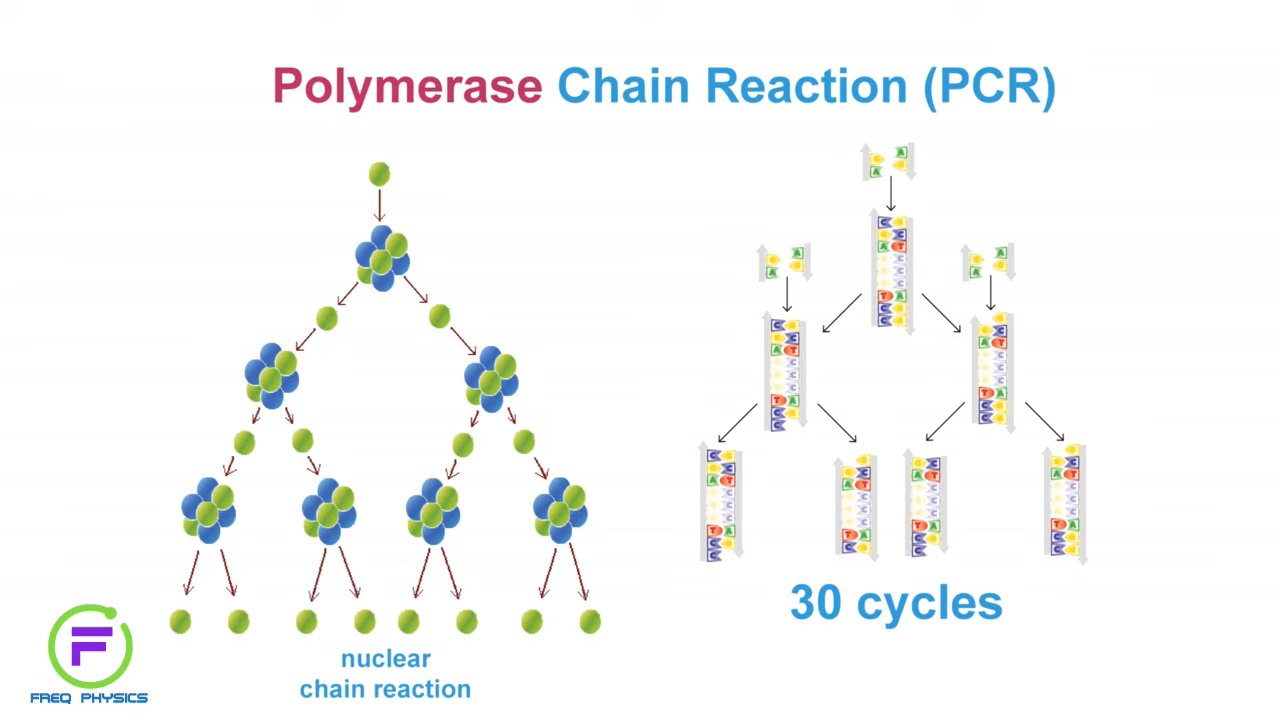 Polymerase Chain Reaction (PCR)
30 cycles
nuclear
chain reaction
F
FREQ PHYSICS